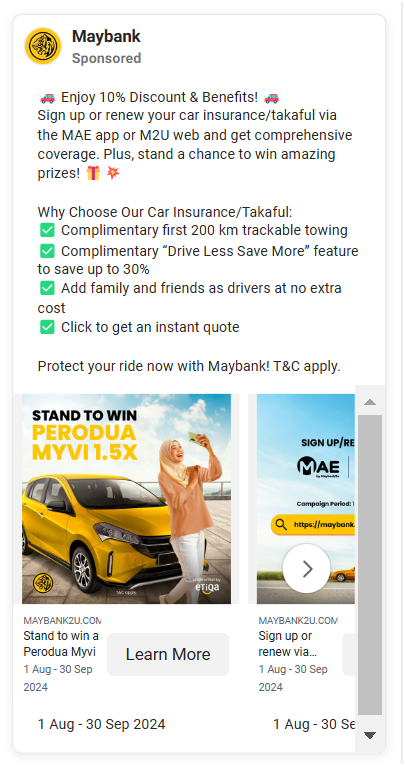 Maybank
Sponsored
🚗 Enjoy 10% Discount & Benefits! 🚗
Sign up or renew your car insurance/takaful via
the MAE app or M2U web and get comprehensive
coverage. Plus, stand a chance to win amazing
prizes! 🎁 💥
Why Choose Our Car Insurance/Takaful:
✅ Complimentary first 200 km trackable towing
✅ Complimentary “Drive Less Save More” feature
to save up to 30%
✅ Add family and friends as drivers at no extra
cost
✅ Click to get an instant quote
Protect your ride now with Maybank! T&C apply.
STAND TO WIN
PERODUA
MYVI 1.5X
T&C apply.
etiqa
SIGN UP/RE
MAE
by Maybank2u
Campaign Period: 1
https://maybank.
MAYBANK2U.COM
Stand to win a
Perodua Myvi
1 Aug - 30 Sep
2024
Learn More
MAYBANK2U.COM
Sign up or
renew via...
1 Aug - 30 Sep
2024
1 Aug - 30 Sep 2024
1 Aug - 30 Se